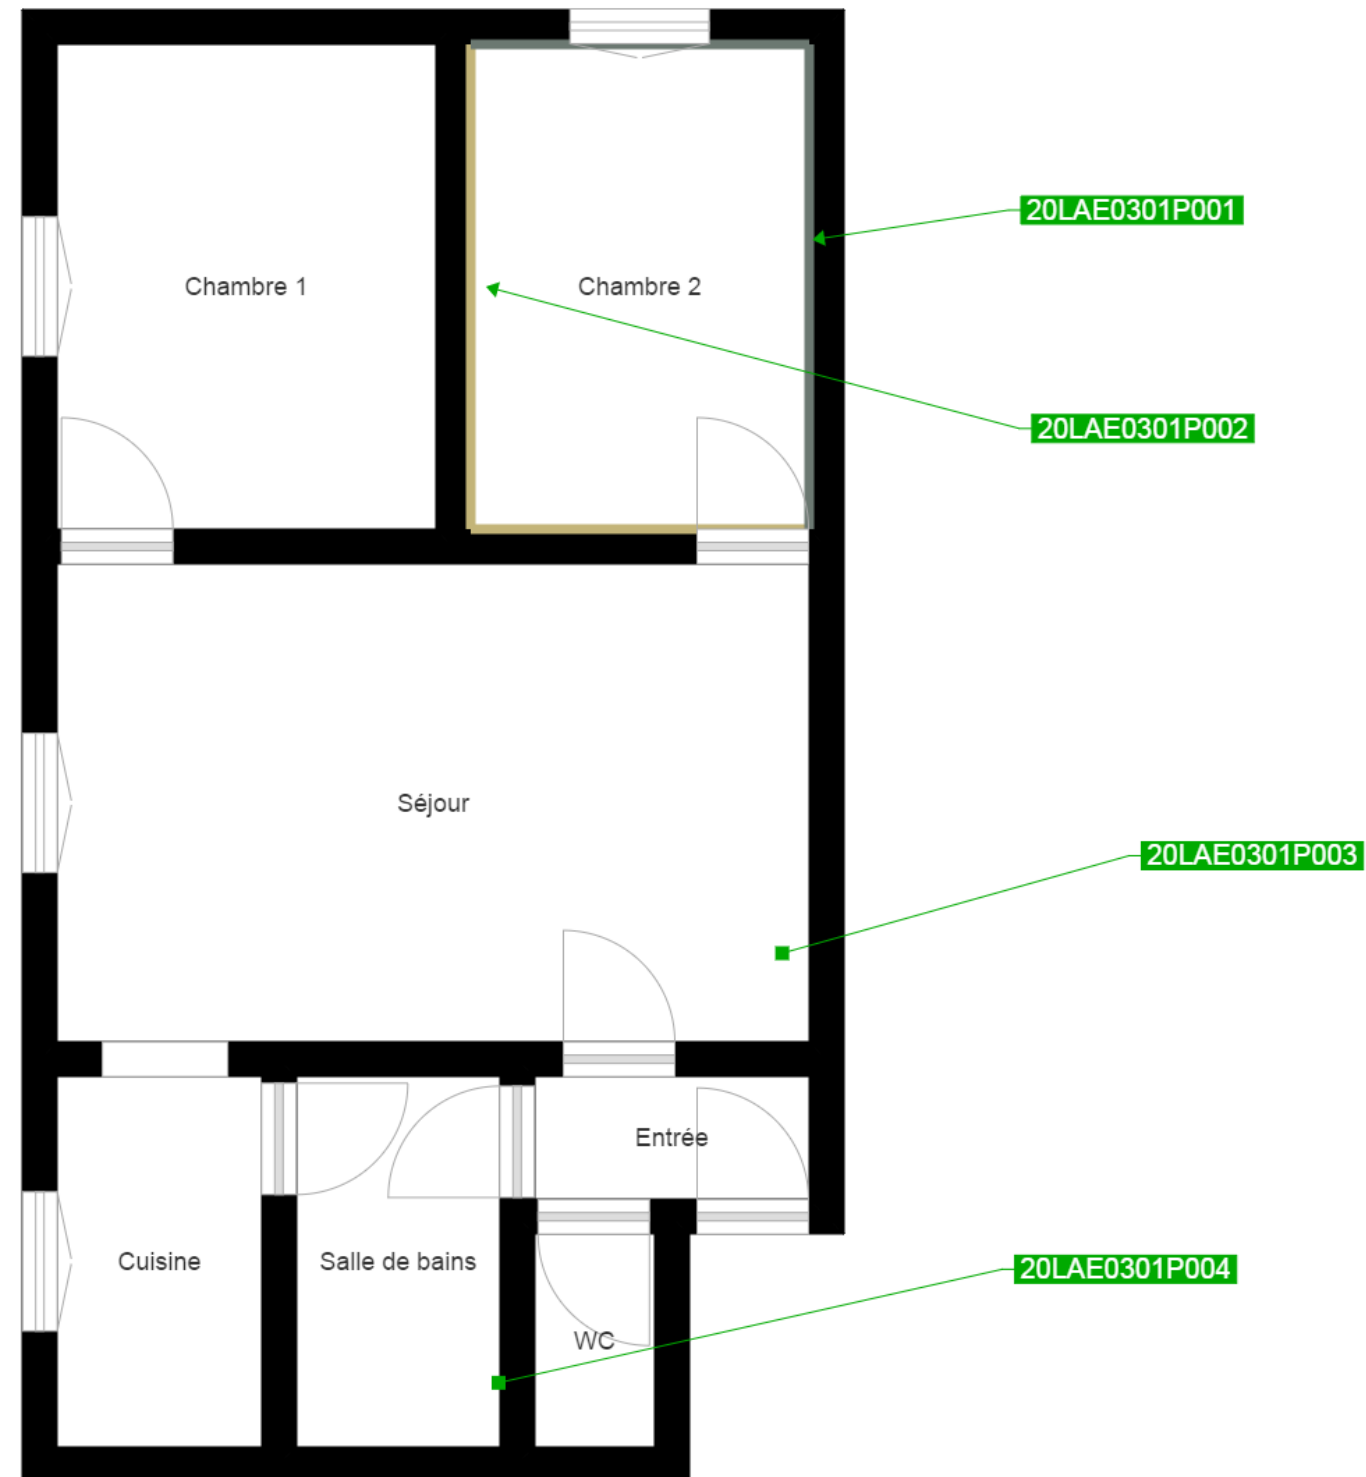 20LAE0301P001
Chambre 1
Chambre 2
20LAE0301P002
Séjour
20LAE0301P003
Entrée
Cuisine
Salle de bains
20LAE0301P004
WC